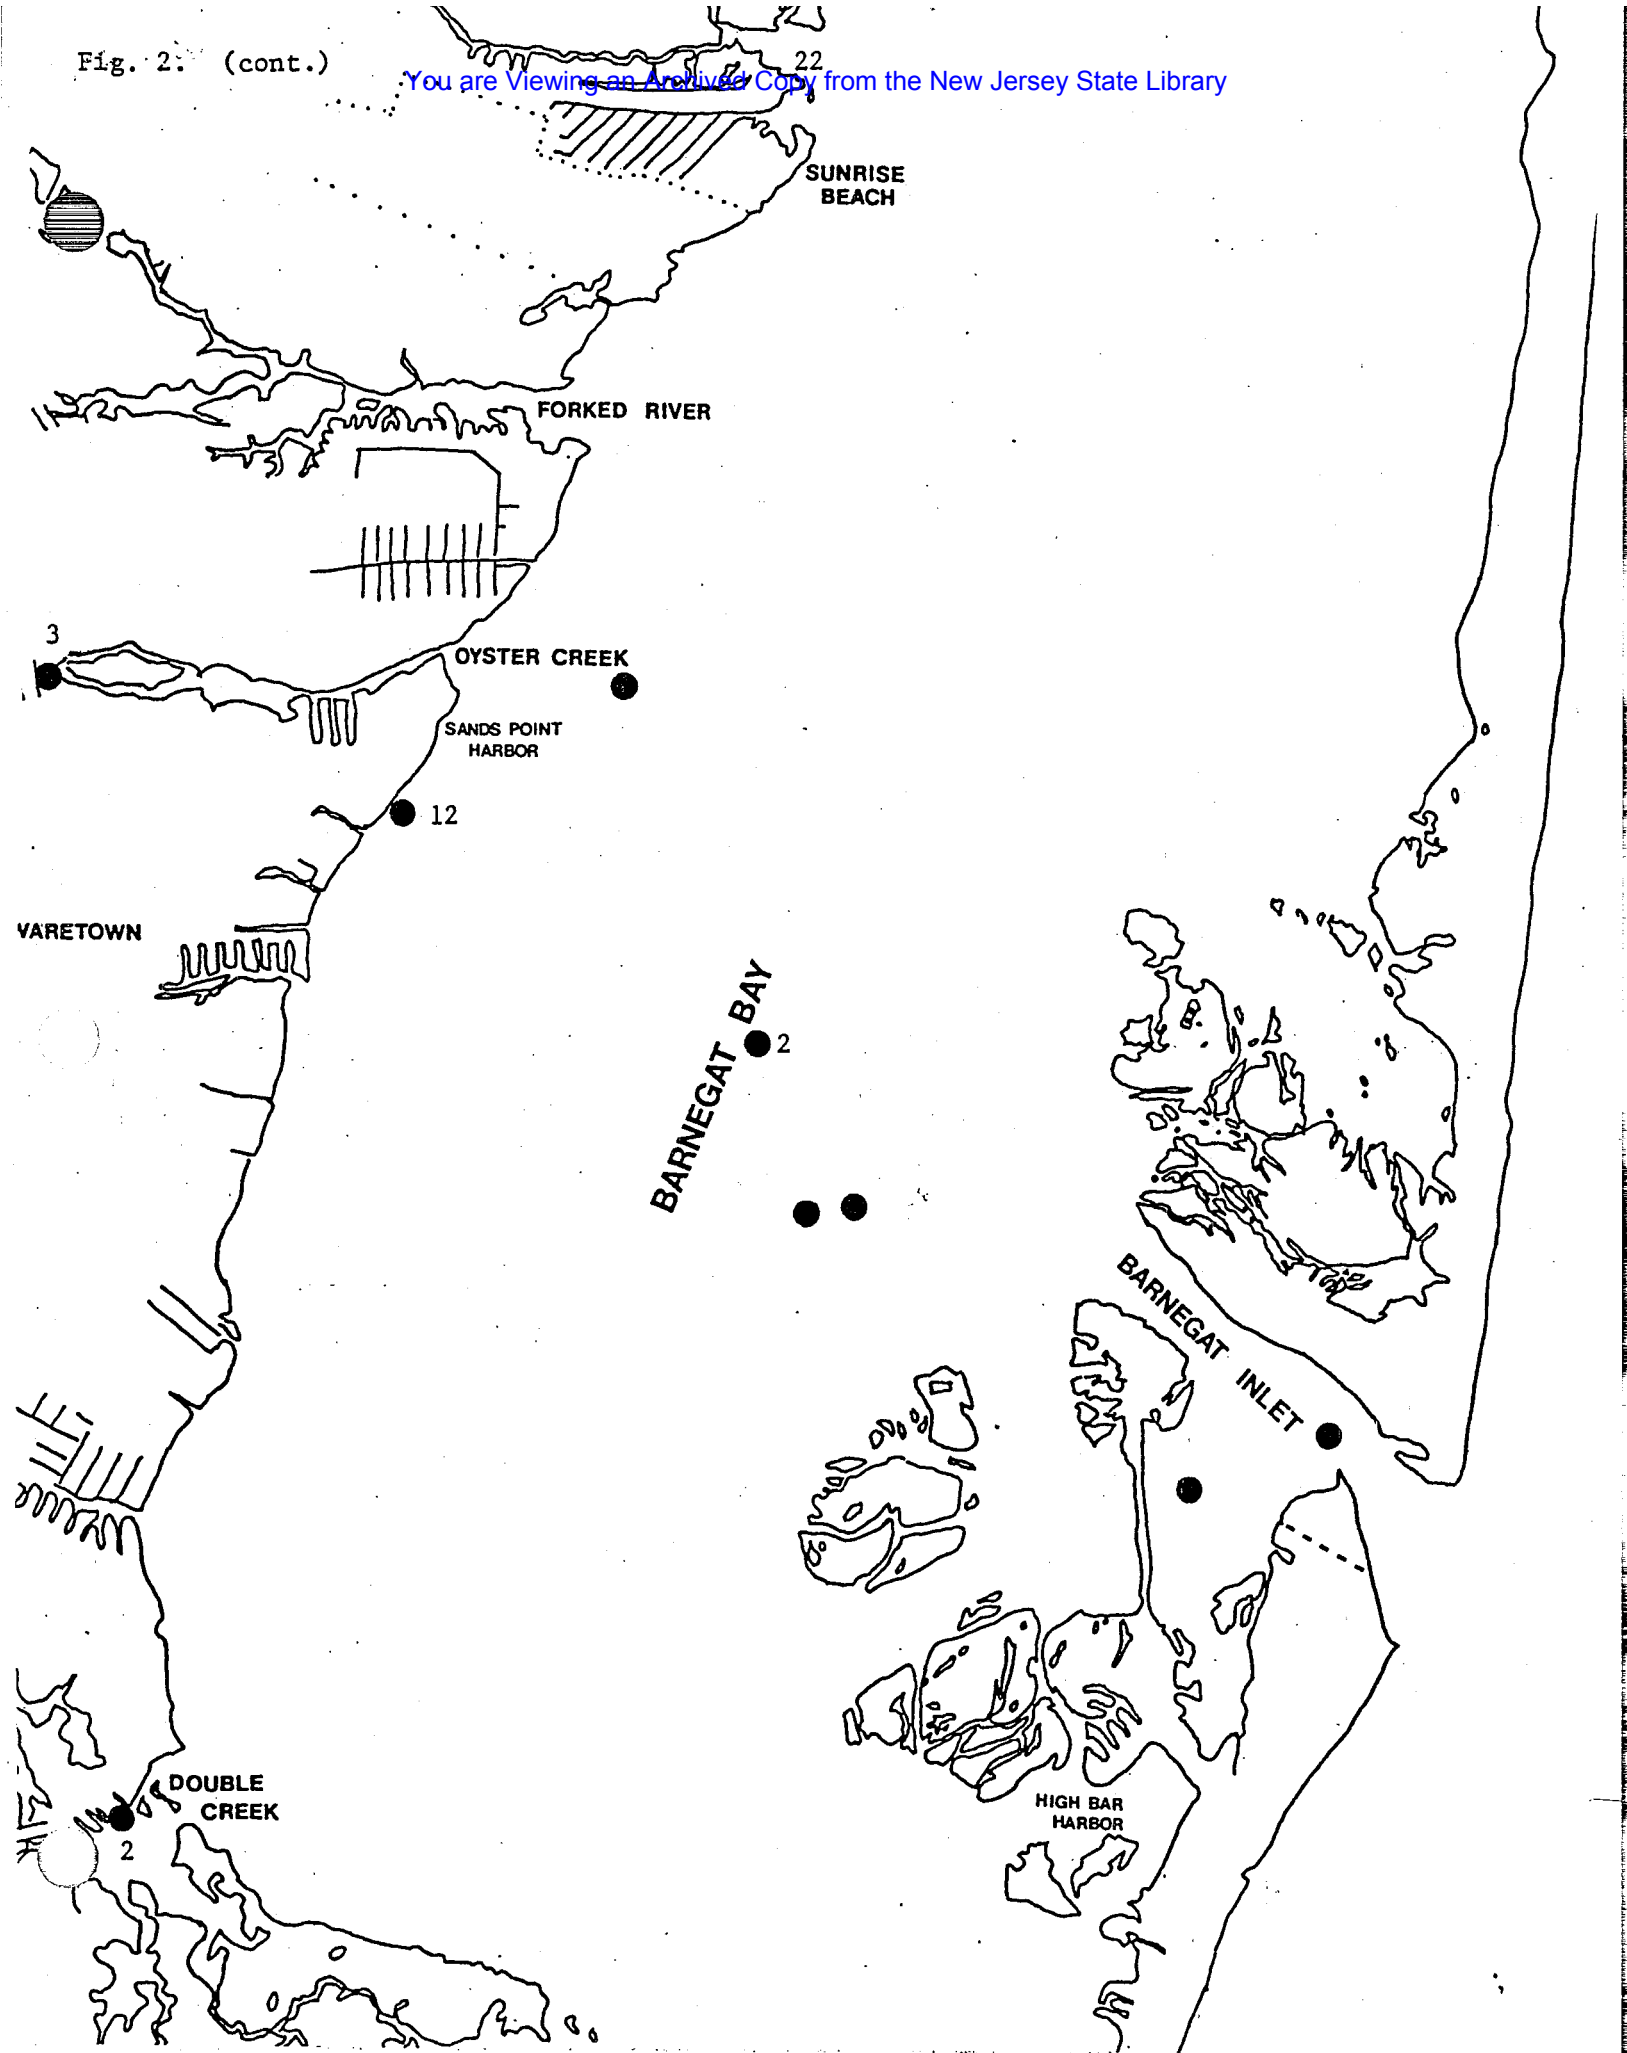 Fig. 2. (cont.)
22
You are Viewing an Archived Copy from the New Jersey State Library
SUNRISE
BEACH
FORKED RIVER
3
OYSTER CREEK
SANDS POINT
HARBOR
12
WARETOWN
BARNEGAT BAY
2
BARNEGAT INLET
DOUBLE
CREEK
2
HIGH BAR
HARBOR